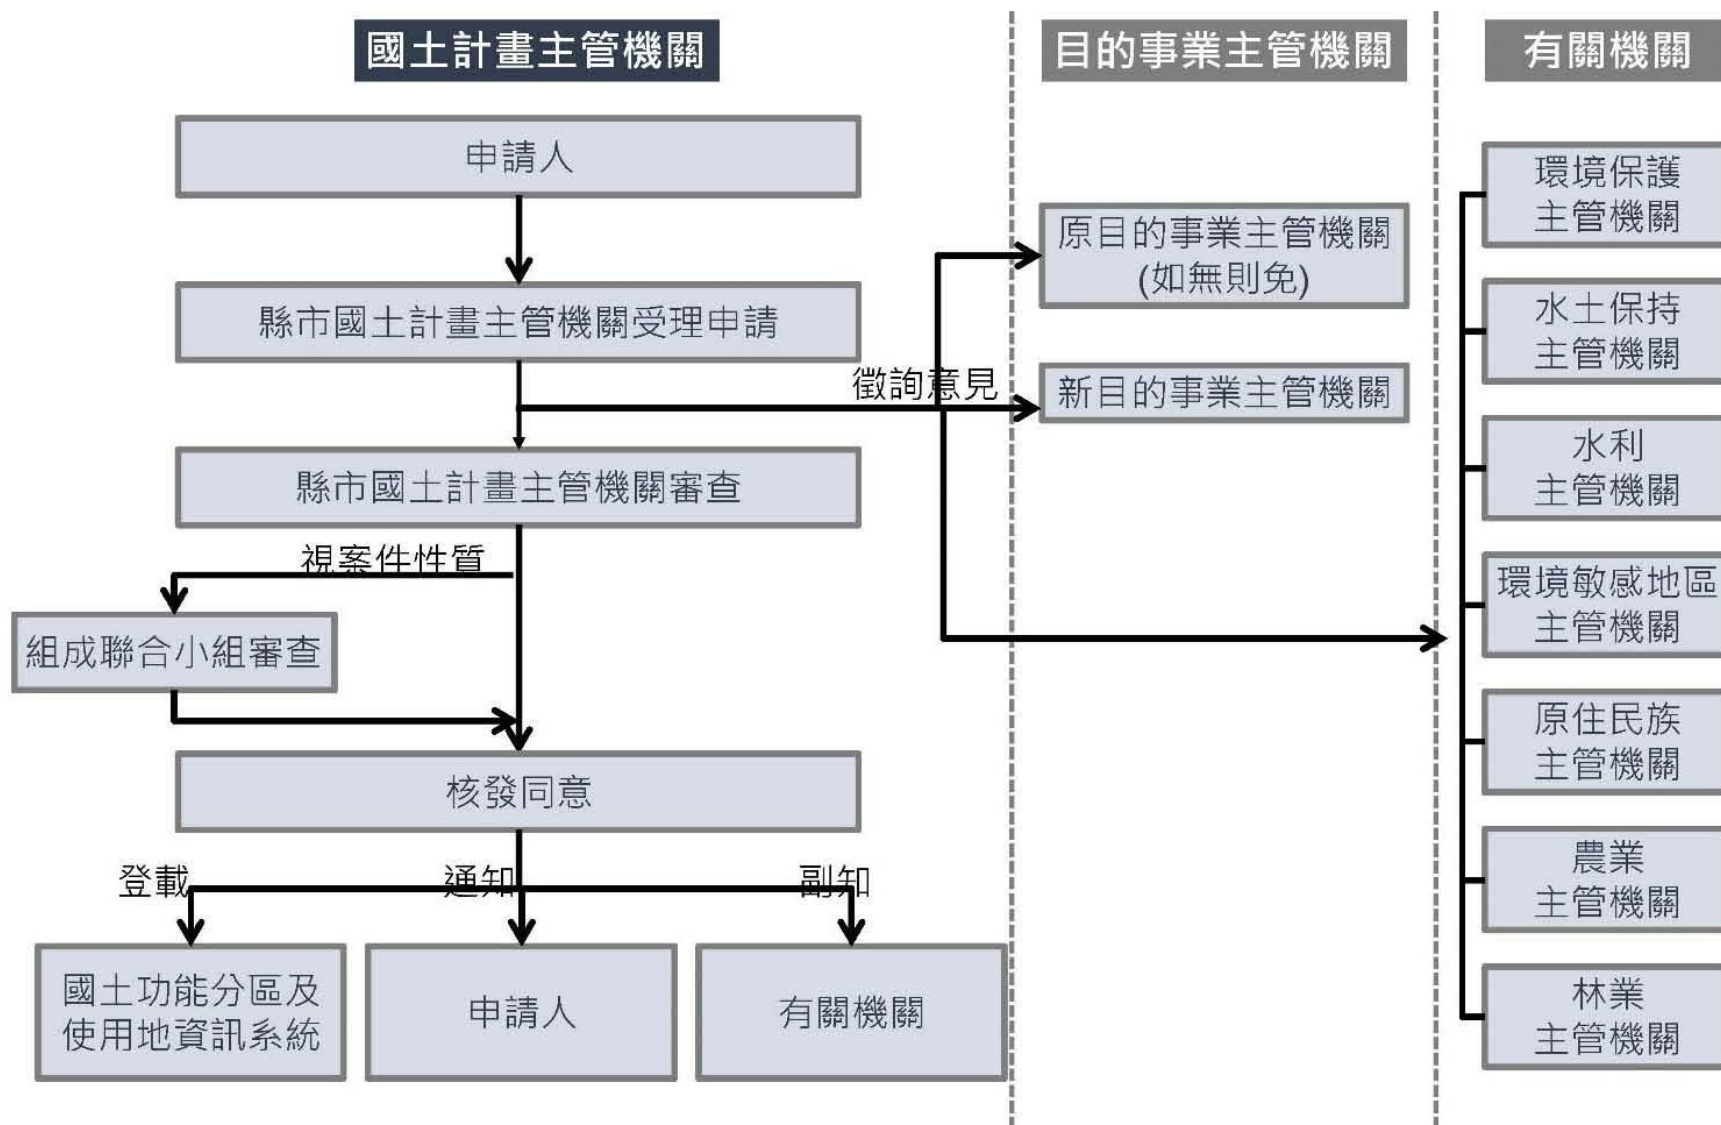 國土計畫主管機關
目的事業主管機關
有關機關
申請人
縣市國土計畫主管機關受理申請
徵詢意見
縣市國土計畫主管機關審查
視案件性質
組成聯合小組審查
核發同意
登載
通知
副知
國土功能分區及
使用地資訊系統
申請人
有關機關
原目的事業主管機關
(如無則免)
新目的事業主管機關
環境保護
主管機關
水土保持
主管機關
水利
主管機關
環境敏感地區
主管機關
原住民族
主管機關
農業
主管機關
林業
主管機關